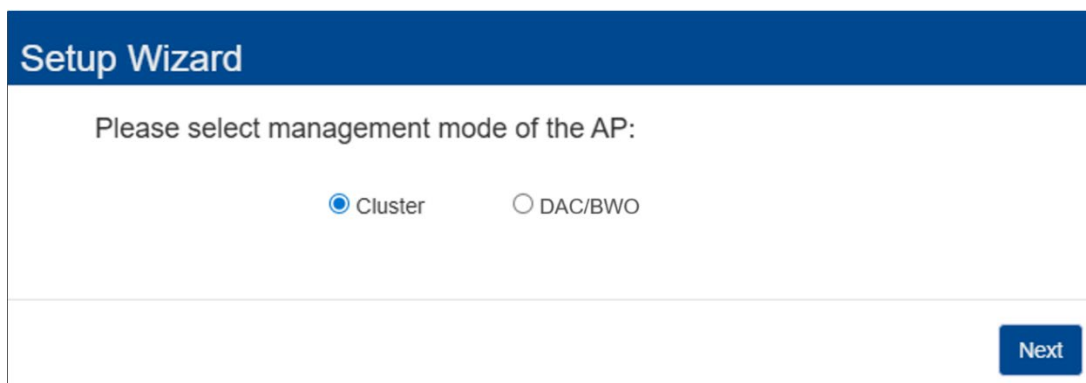 Setup Wizard
Please select management mode of the AP:
Cluster DAC/BWO
Next